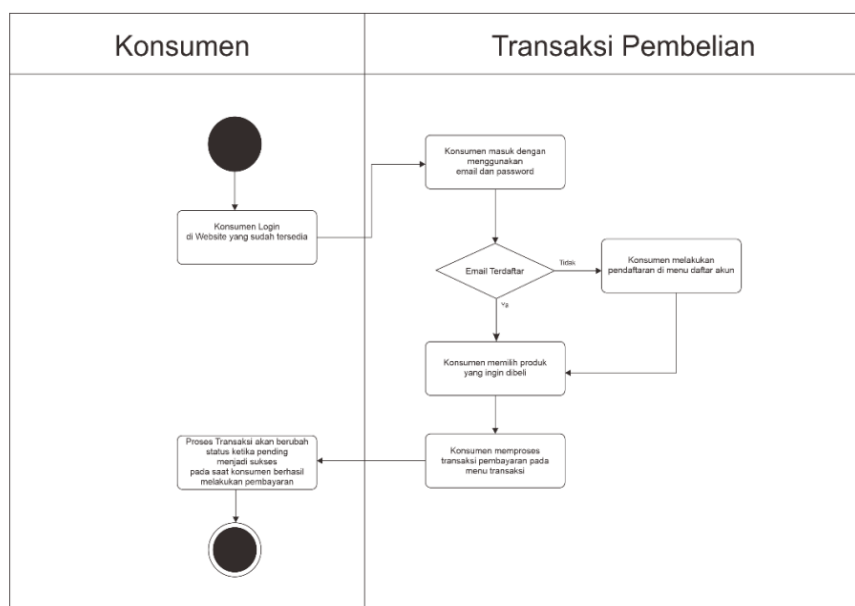 Konsumen
Transaksi Pembelian
Konsumen masuk dengan
menggunakan
email dan password
Konsumen Login
di Website yang sudah tersedia
Email Terdaftar
Tidak
Konsumen melakukan
pendaftaran di menu daftar akun
Konsumen memilih produk
yang ingin dibeli
Proses Transaksi akan berubah
status ketika pending
menjadi sukses
pada saat konsumen berhasil
melakukan pembayaran
Konsumen memproses
transaksi pembayaran pada
menu transaksi